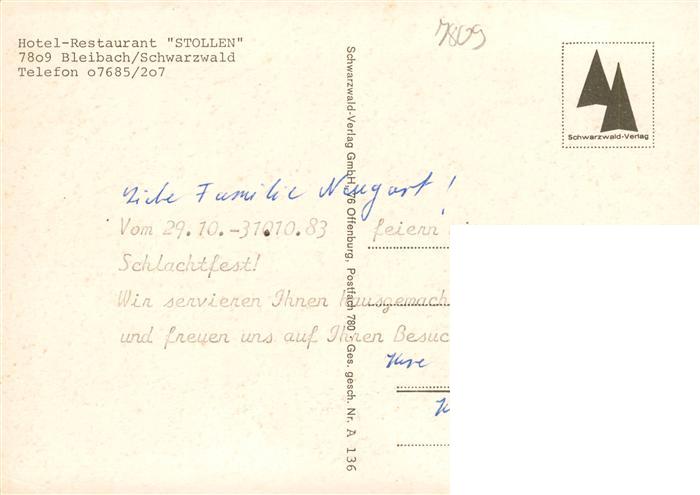 Hotel-Restaurant "STOLLEN"
78o9 Bleibach/Schwarzwald
Telefon o7685/2o7
7809
Schwarzwald-Verlag
Schwarzwald-Verlag GmbH, 76 Offenburg, Postfach 780 · Ges. gesch. Nr. A 136
Liebe Familie Neugart!
Vom 29.10.-31010.83 feiern
Schlachtfest!
Wir servieren Ihnen hausgemach
und freuen uns auf Ihren Besuc
Ihre